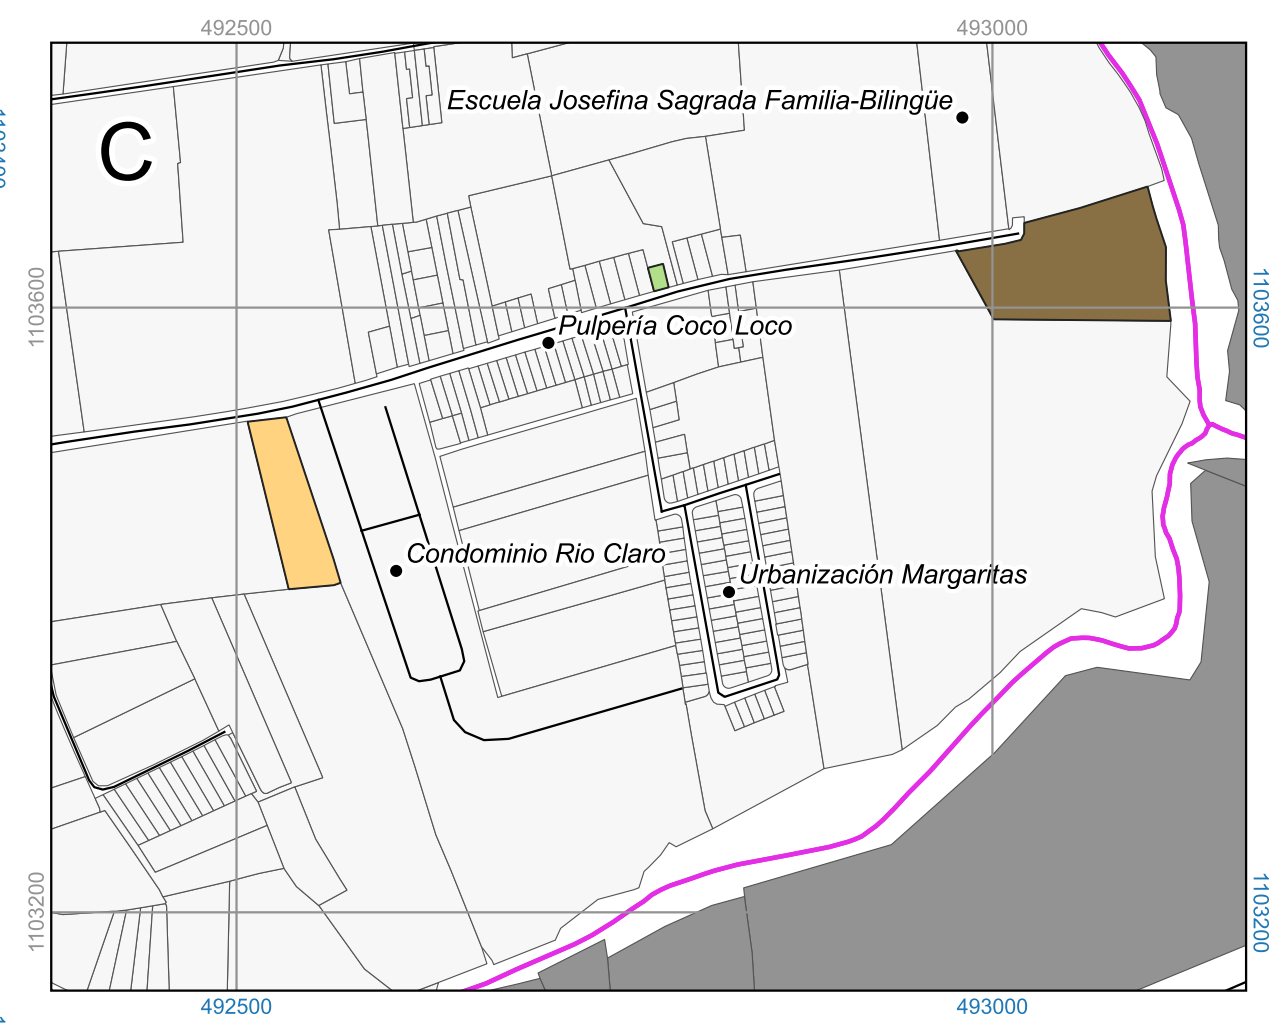 492500 493000
C
Escuela Josefina Sagrada Familia-Bilingüe
1103600
1103600
Pulpería Coco Loco
Condominio Rio Claro
Urbanización Margaritas
1103200
1103200
492500 493000